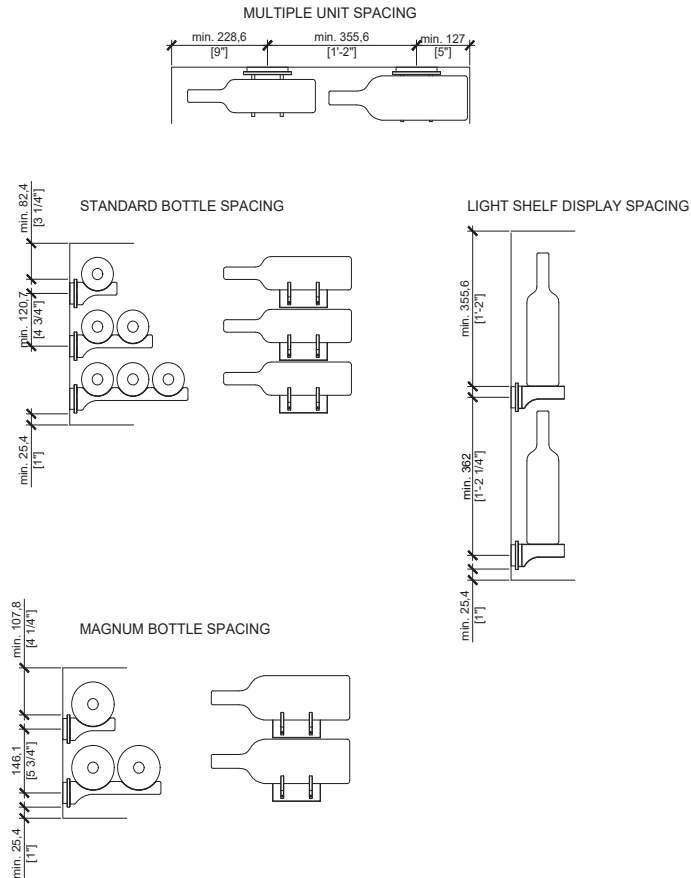 MULTIPLE UNIT SPACING
min. 228,6
[9"]
min. 355,6
[1'-2"]
min. 127
[5"]
STANDARD BOTTLE SPACING
min. 82,4
[3 1/4"]
min. 120,7
[4 3/4"]
min. 25,4
[1"]
LIGHT SHELF DISPLAY SPACING
min. 355,6
[1'-2"]
min. 362
[1'-2 1/4"]
min. 25,4
[1"]
MAGNUM BOTTLE SPACING
min. 107,8
[4 1/4"]
146,1
[5 3/4"]
min. 25,4
[1"]